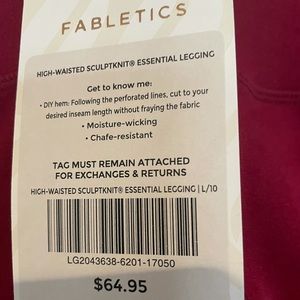 FABLETICS
HIGH-WAISTED SCULPTKNIT® ESSENTIAL LEGGING
Get to know me:
• DIY hem: Following the perforated lines, cut to your
desired inseam length without fraying the fabric
• Moisture-wicking
• Chafe-resistant
TAG MUST REMAIN ATTACHED
FOR EXCHANGES & RETURNS
HIGH-WAISTED SCULPTKNIT® ESSENTIAL LEGGING | L/10
LG2043638-6201-17050
$64.95